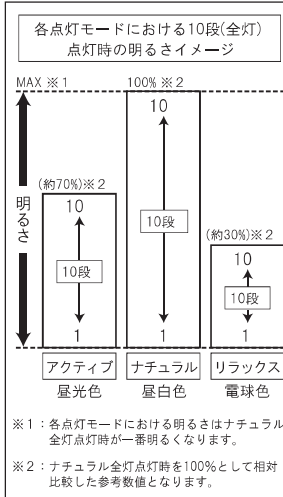 各点灯モードにおける10段(全灯)
点灯時の明るさイメージ
MAX ※1
100% ※2
(約70%)※2
(約30%)※2
明るさ
10
10段
1
10
10段
1
10
10段
1
アクティブ
ナチュラル
リラックス
昼光色
昼白色
電球色
※1：各点灯モードにおける明るさはナチュラル
全灯点灯時が一番明るくなります。
※2：ナチュラル全灯点灯時を100%として相対
比較した参考数値となります。